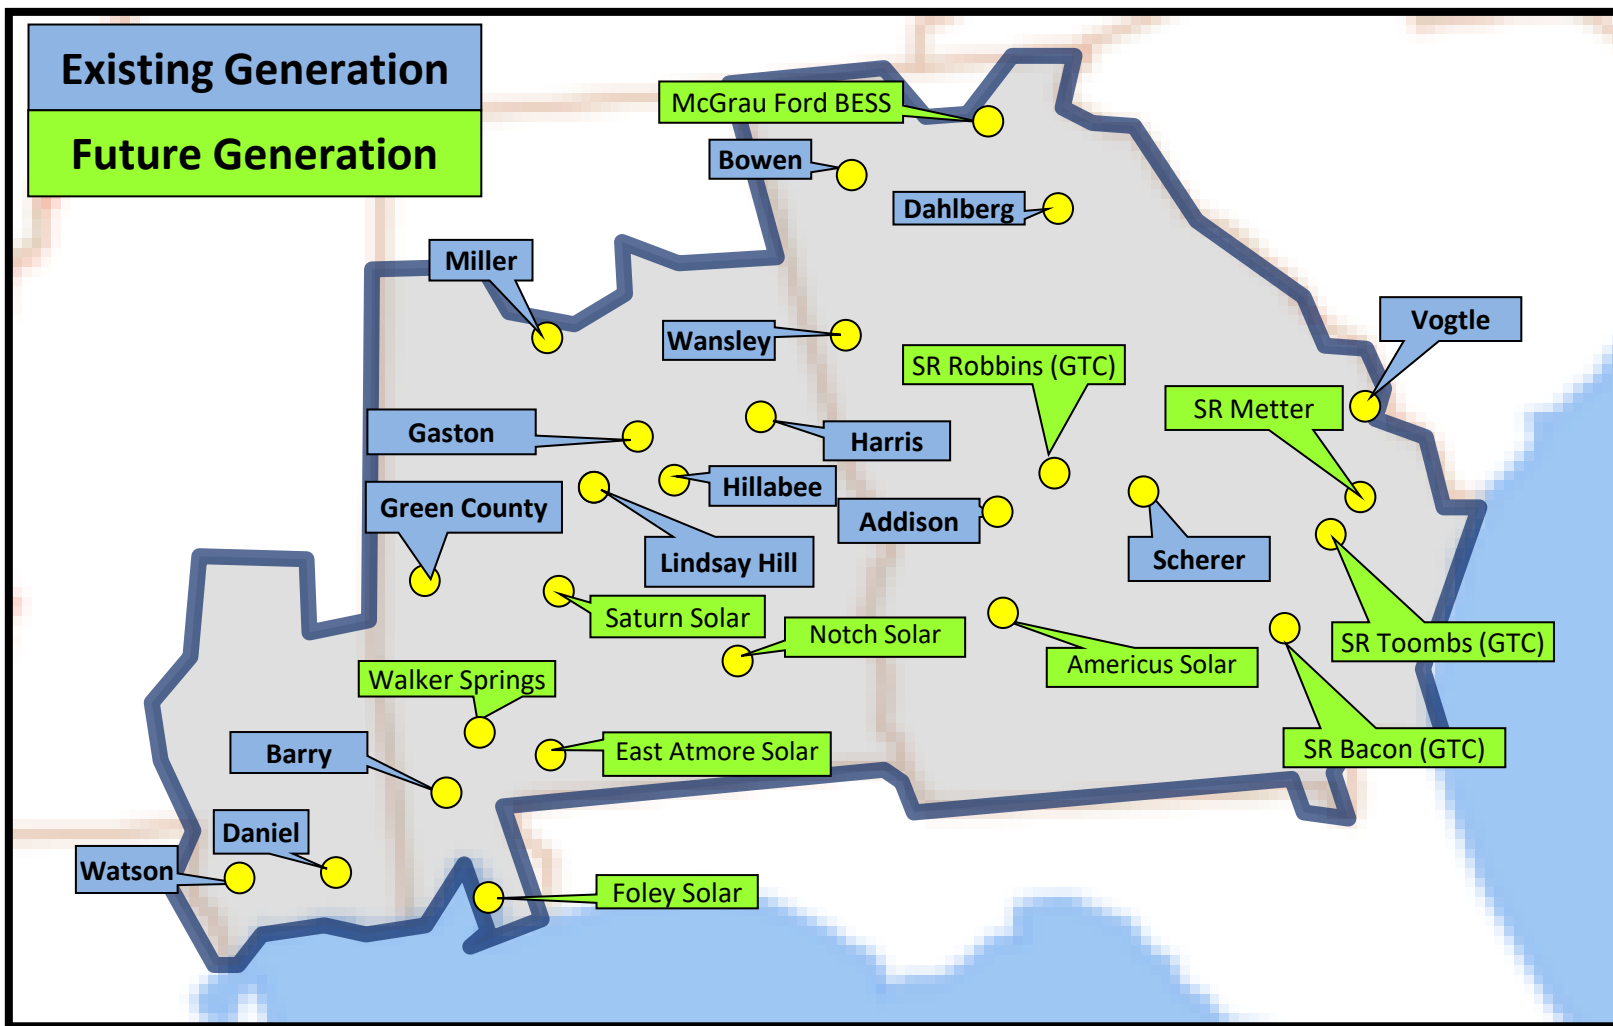 Existing Generation
Future Generation
McGrau Ford BESS
Bowen
Dahlberg
Miller
Vogtle
Wansley
SR Robbins (GTC)
SR Metter
Gaston
Harris
Hillabee
Green County
Addison
Lindsay Hill
Scherer
Saturn Solar
Notch Solar
SR Toombs (GTC)
Americus Solar
Walker Springs
East Atmore Solar
SR Bacon (GTC)
Barry
Daniel
Watson
Foley Solar